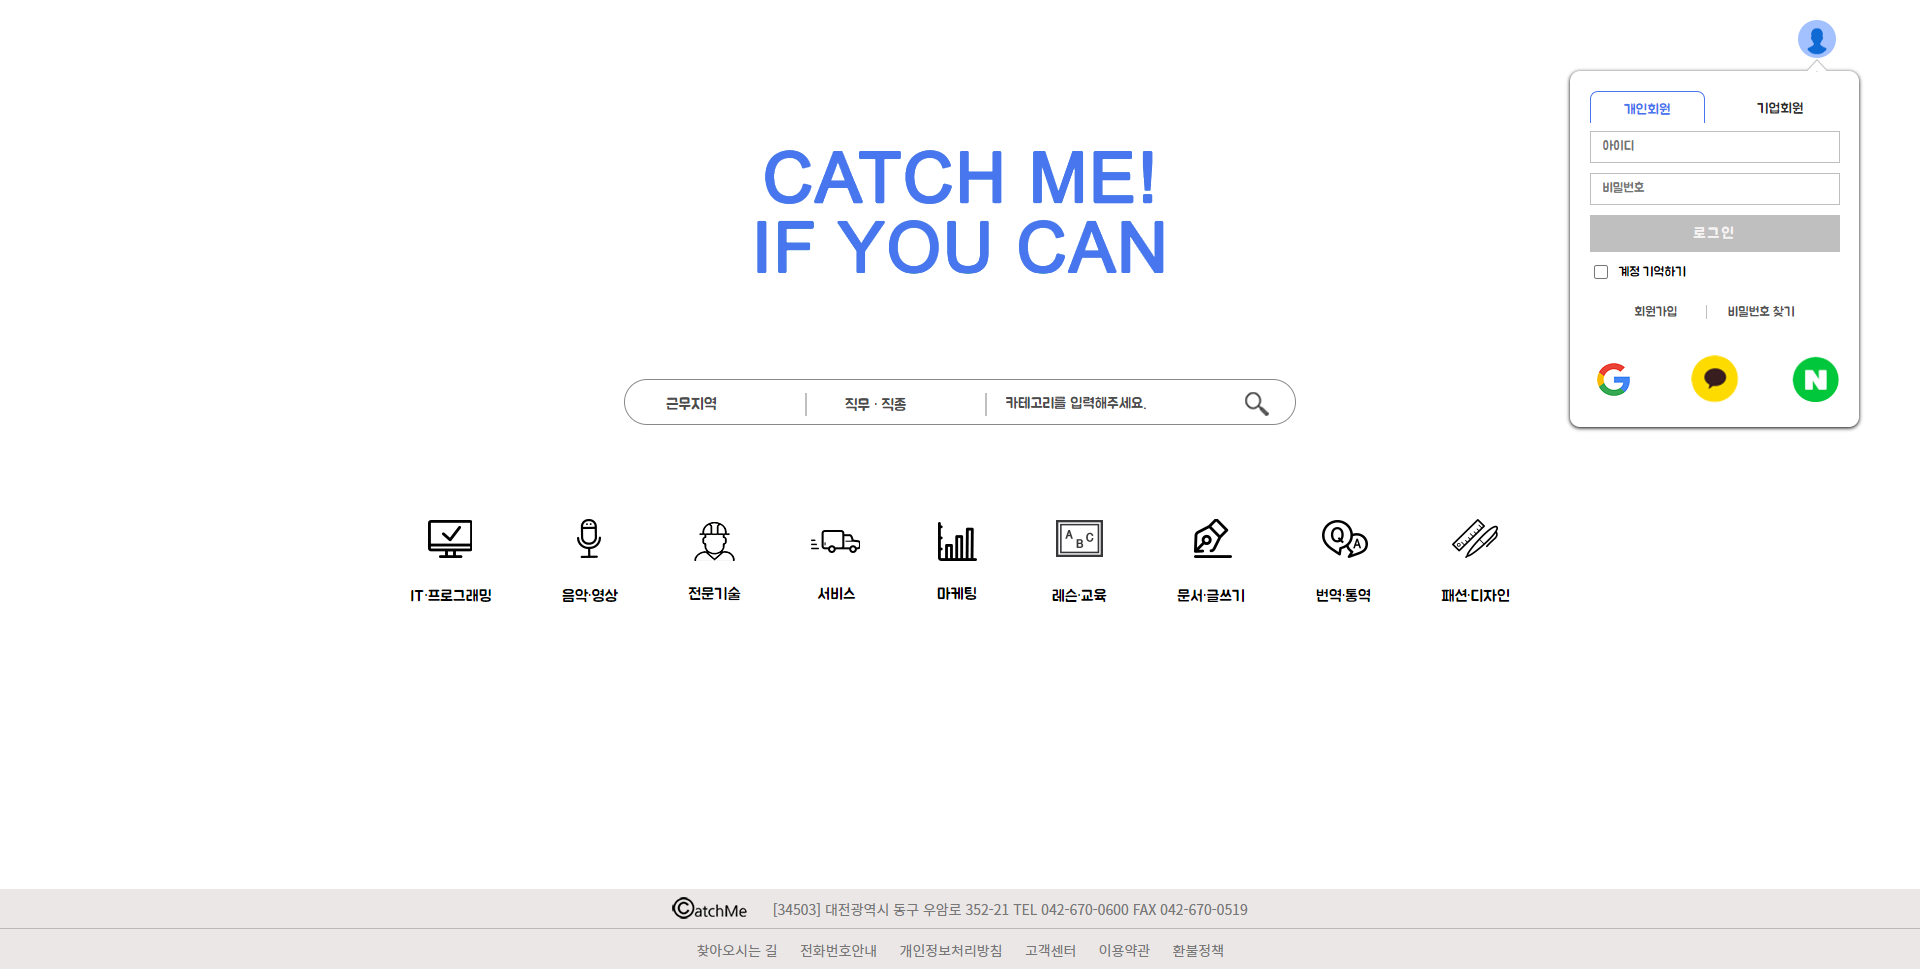 개인회원 기업회원
아이디
비밀번호
로그인
계정 기억하기
회원가입 비밀번호 찾기
N
CATCH ME!
IF YOU CAN
근무지역 직무 · 직종 카테고리를 입력해주세요.
A B C
Q A
IT·프로그래밍 음악·영상 전문기술 서비스 마케팅 레슨·교육 문서·글쓰기 번역·통역 패션·디자인
CatchMe [34503] 대전광역시 동구 우암로 352-21 TEL 042-670-0600 FAX 042-670-0519
찾아오시는 길 전화번호안내 개인정보처리방침 고객센터 이용약관 환불정책